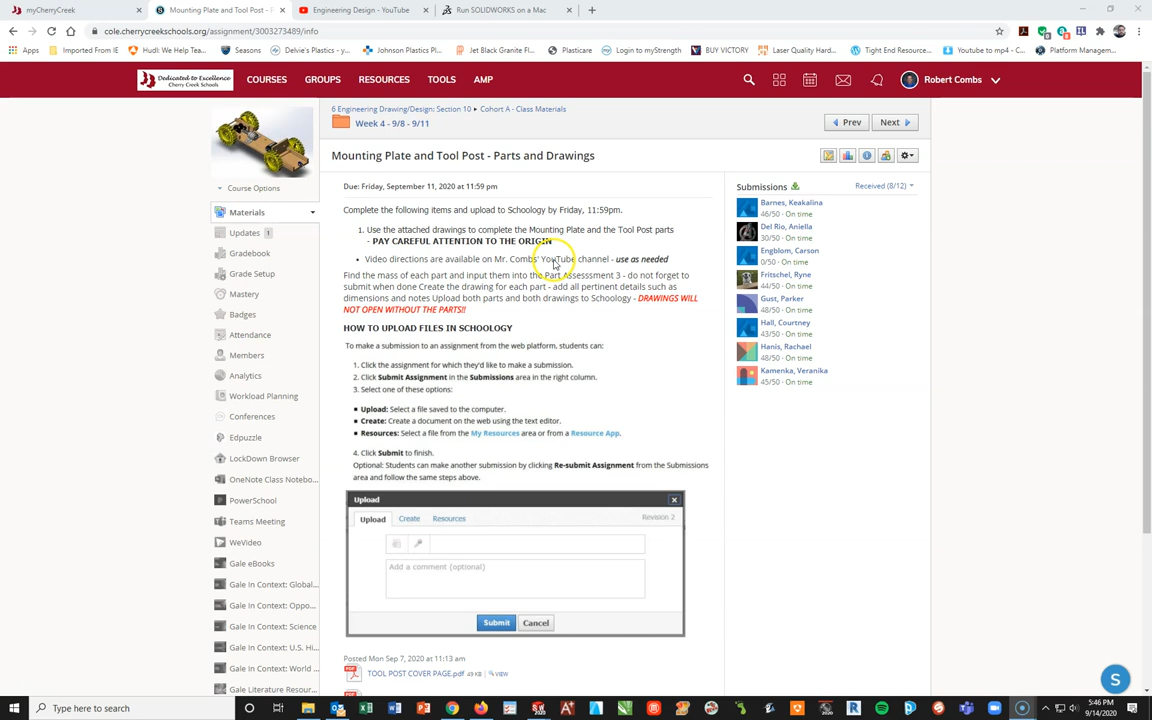 myCherryCreek
Mounting Plate and Tool Post - P
Engineering Design - YouTube
Run SOLIDWORKS on a Mac
cole.cherrycreekschools.org/assignment/3003273489/info
Apps
Imported From IE
Hudl: We Help Team...
Seasons
Delvie's Plastics - y...
Johnson Plastics Pl...
Jet Black Granite Fl...
Plasticare
Login to myStrength
BUY VICTORY
Laser Quality Hard...
Tight End Resource...
Youtube to mp4 - C...
Platform Managem...
Dedicated to Excellence
Cherry Creek Schools
COURSES
GROUPS
RESOURCES
TOOLS
AMP
Robert Combs
6 Engineering Drawing/Design: Section 10
Cohort A - Class Materials
Week 4 - 9/8 - 9/11
Prev
Next
Mounting Plate and Tool Post - Parts and Drawings
Course Options
Materials
Updates 1
Gradebook
Grade Setup
Mastery
Badges
Attendance
Members
Analytics
Workload Planning
Conferences
Edpuzzle
LockDown Browser
OneNote Class Notebo...
PowerSchool
Teams Meeting
WeVideo
Gale eBooks
Gale In Context: Global...
Gale In Context: Oppo...
Gale In Context: Science
Gale In Context: U.S. Hi...
Gale In Context: World ...
Gale Literature Resour...
Due: Friday, September 11, 2020 at 11:59 pm
Complete the following items and upload to Schoology by Friday, 11:59pm.
1. Use the attached drawings to complete the Mounting Plate and the Tool Post parts
- PAY CAREFUL ATTENTION TO THE ORIGIN
• Video directions are available on Mr. Combs' YouTube channel - use as needed
Find the mass of each part and input them into the Part Assesssment 3 - do not forget to
submit when done Create the drawing for each part - add all pertinent details such as
dimensions and notes Upload both parts and both drawings to Schoology - DRAWINGS WILL
NOT OPEN WITHOUT THE PARTS!!
HOW TO UPLOAD FILES IN SCHOOLOGY
To make a submission to an assignment from the web platform, students can:
1. Click the assignment for which they'd like to make a submission.
2. Click Submit Assignment in the Submissions area in the right column.
3. Select one of these options:
▪ Upload: Select a file saved to the computer.
▪ Create: Create a document on the web using the text editor.
▪ Resources: Select a file from the My Resources area or from a Resource App.
4. Click Submit to finish.
Optional: Students can make another submission by clicking Re-submit Assignment from the Submissions
area and follow the same steps above.
Upload
Upload
Create
Resources
Revision 2
Add a comment (optional)
Submit
Cancel
Posted Mon Sep 7, 2020 at 11:13 am
TOOL POST COVER PAGE.pdf 49 KB
VIEW
Submissions
Received (8/12)
Barnes, Keakalina
46/50 - On time
Del Rio, Aniella
30/50 - On time
Engblom, Carson
0/50 - On time
Fritschel, Ryne
44/50 - On time
Gust, Parker
48/50 - On time
Hall, Courtney
43/50 - On time
Hanis, Rachael
46/50 - On time
Kamenka, Veranika
45/50 - On time
S
Type here to search
5:46 PM
9/14/2020